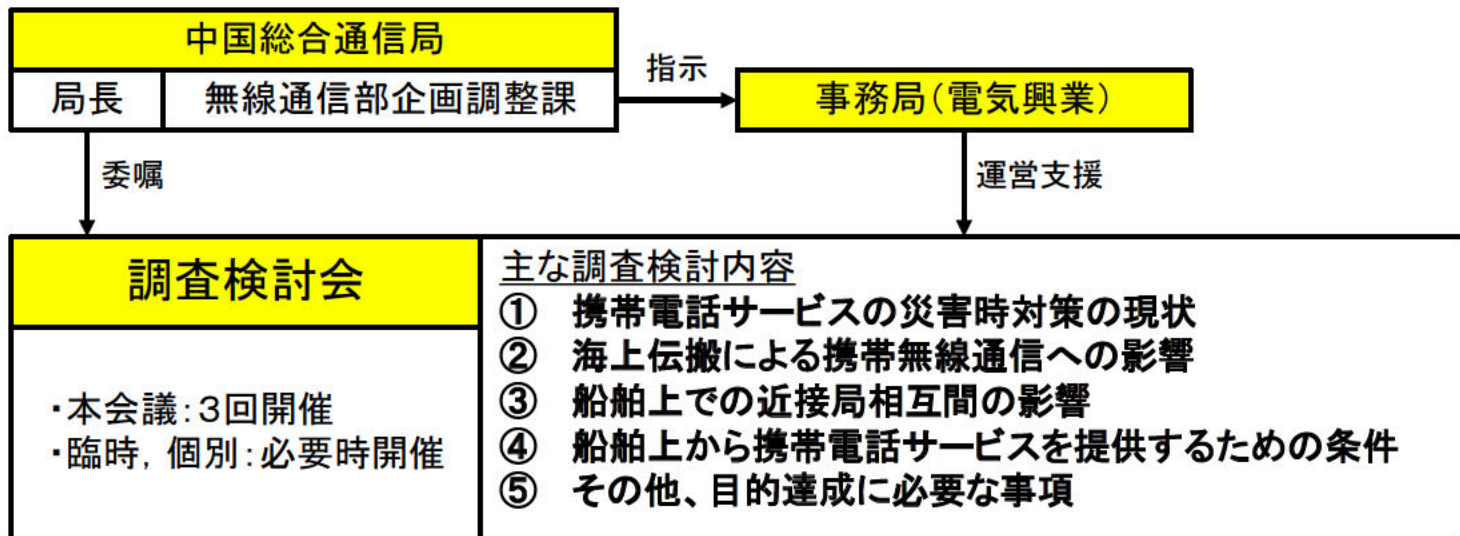 中国総合通信局
局長 無線通信部企画調整課
指示
事務局(電気興業)
委嘱
運営支援
調査検討会
・本会議:3回開催
・臨時,個別:必要時開催
主な調査検討内容
① 携帯電話サービスの災害時対策の現状
② 海上伝搬による携帯無線通信への影響
③ 船舶上での近接局相互間の影響
④ 船舶上から携帯電話サービスを提供するための条件
⑤ その他、目的達成に必要な事項